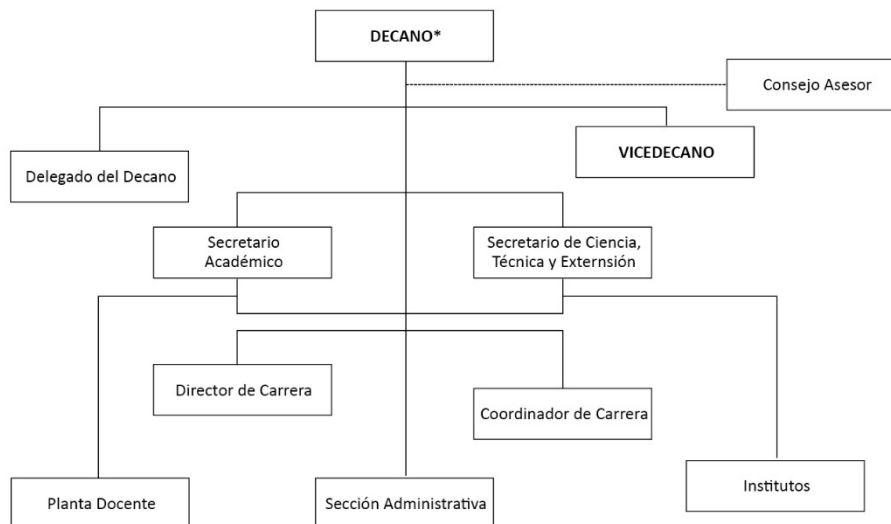 DECANO*
Consejo Asesor
Delegado del Decano
VICEDECANO
Secretario
Académico
Secretario de Ciencia,
Técnica y Externsión
Director de Carrera
Coordinador de Carrera
Planta Docente
Sección Administrativa
Institutos